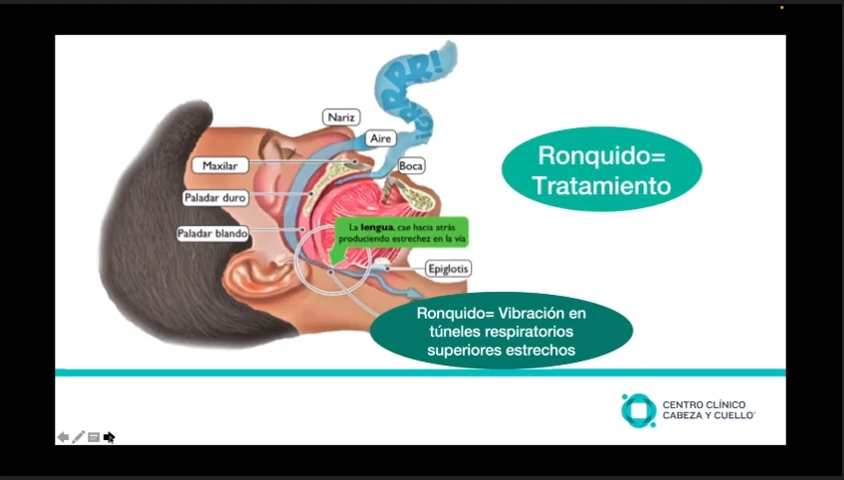 RRR!
Nariz
Aire
Maxilar
Boca
Paladar duro
Paladar blando
La lengua, cae hacia atrás
produciendo estrechez en la vía
Epiglotis
Ronquido=
Tratamiento
Ronquido= Vibración en
túneles respiratorios
superiores estrechos
CENTRO CLÍNICO
CABEZA Y CUELLO